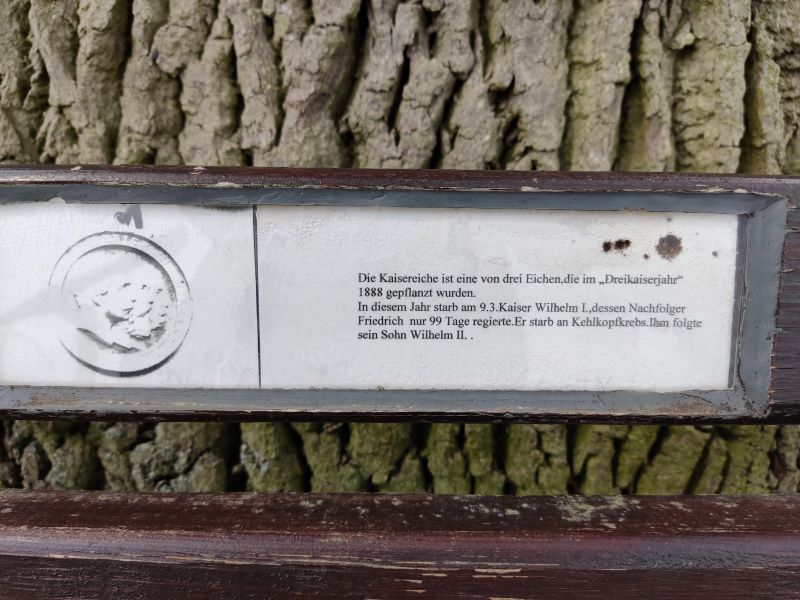 Die Kaisereiche ist eine von drei Eichen,die im „Dreikaiserjahr“
1888 gepflanzt wurden.
In diesem Jahr starb am 9.3.Kaiser Wilhelm I.,dessen Nachfolger
Friedrich  nur 99 Tage regierte.Er starb an Kehlkopfkrebs.Ihm folgte
sein Sohn Wilhelm II. .